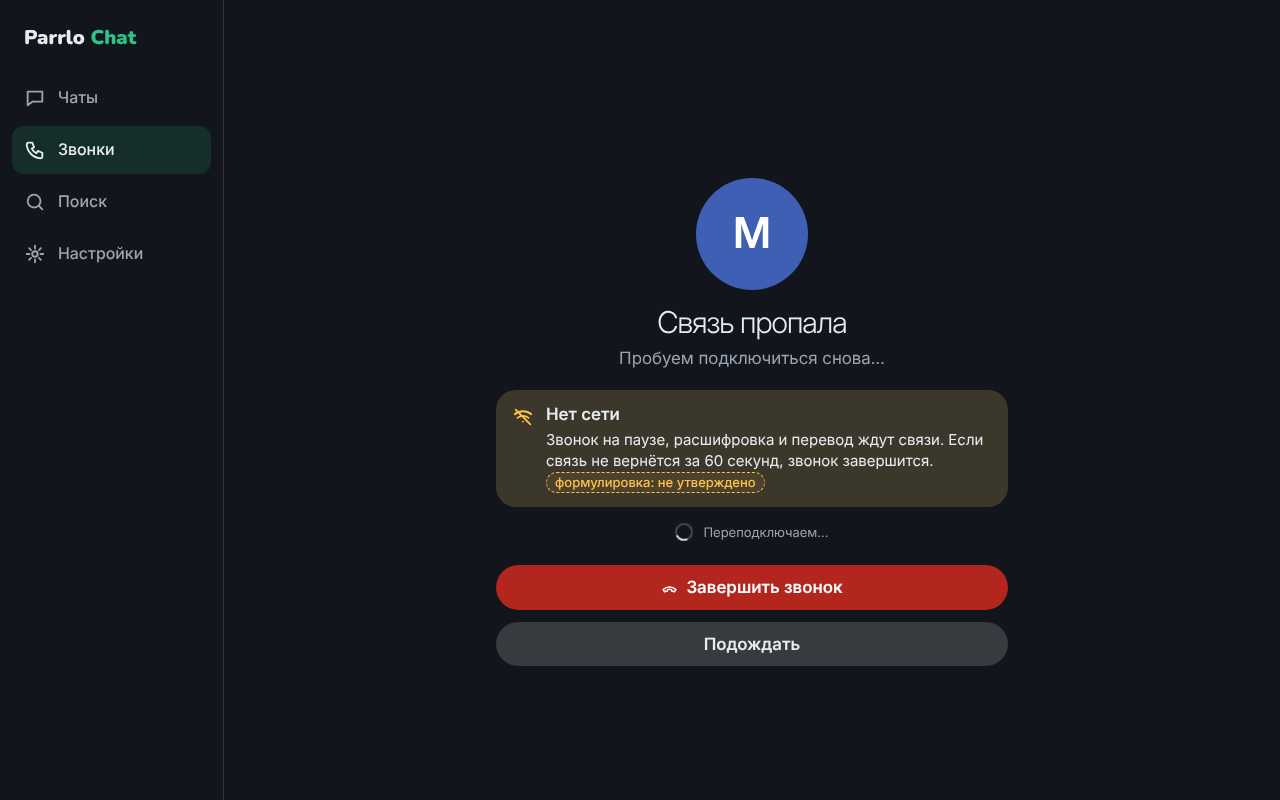 Parrlo Chat
Чаты
Звонки
Поиск
Настройки
М
Связь пропала
Пробуем подключиться снова…
Нет сети
Звонок на паузе, расшифровка и перевод ждут связи. Если
связь не вернётся за 60 секунд, звонок завершится.
формулировка: не утверждено
Переподключаем…
Завершить звонок
Подождать